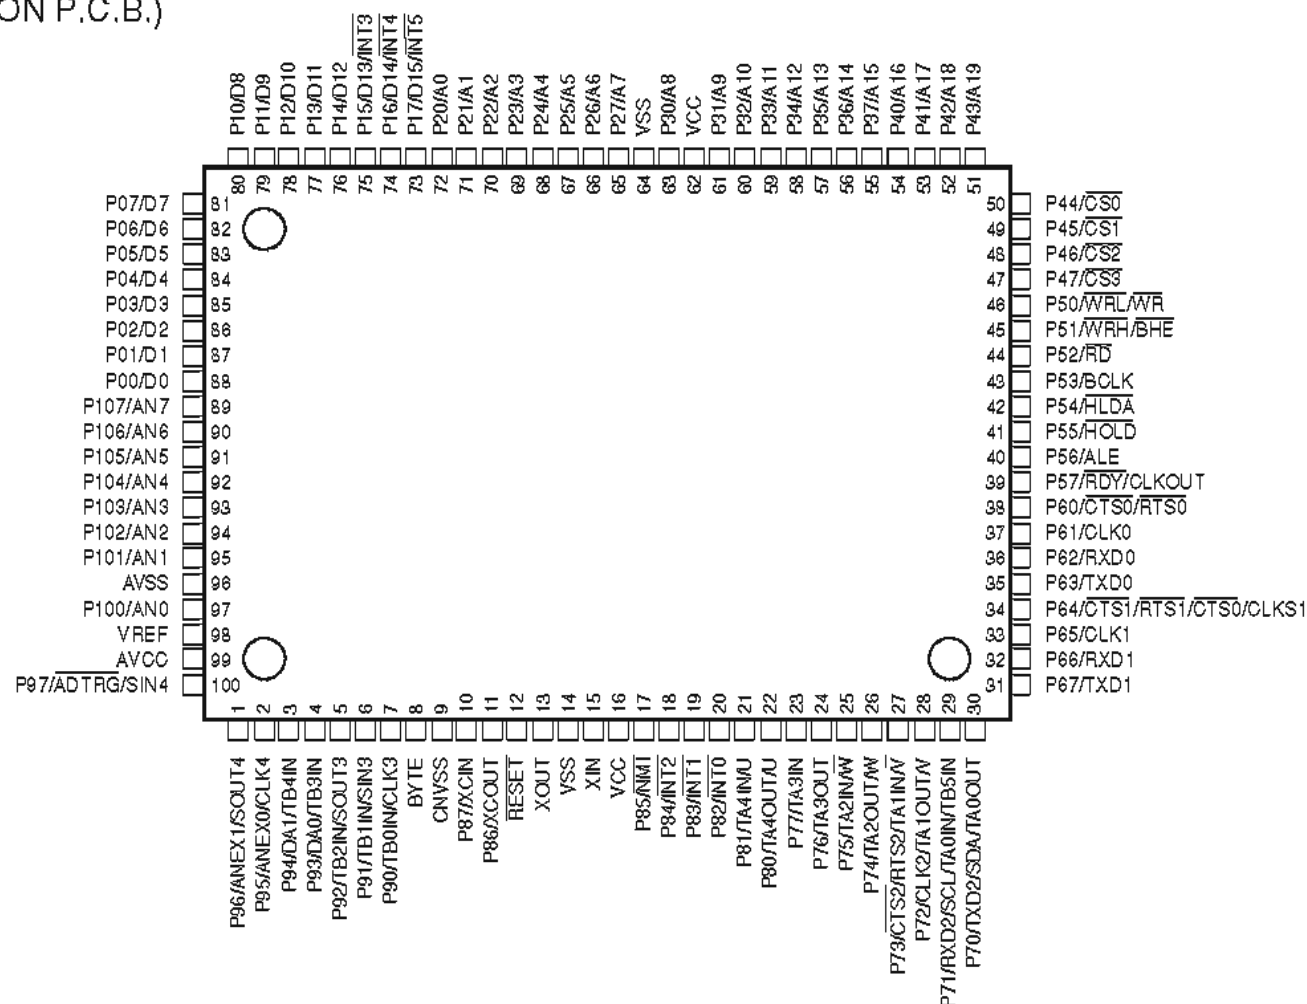 ON P.C.B.)
P10/D8
P11/D9
P12/D10
P13/D11
P14/D12
P15/D13/INT3
P16/D14/INT4
P17/D15/INT5
P20/A0
P21/A1
P22/A2
P23/A3
P24/A4
P25/A5
P26/A6
P27/A7
VSS
P30/A8
VCC
P31/A9
P32/A10
P33/A11
P34/A12
P35/A13
P36/A14
P37/A15
P40/A16
P41/A17
P42/A18
P43/A19
80 79 78 77 76 75 74 73 72 71 70 69 68 67 66 65 64 63 62 61 60 59 58 57 56 55 54 53 52 51
P07/D7 81
P06/D6 82
P05/D5 83
P04/D4 84
P03/D3 85
P02/D2 86
P01/D1 87
P00/D0 88
P107/AN7 89
P106/AN6 90
P105/AN5 91
P104/AN4 92
P103/AN3 93
P102/AN2 94
P101/AN1 95
AVSS 96
P100/AN0 97
VREF 98
AVCC 99
P97/ADTRG/SIN4 100
50 P44/CS0
49 P45/CS1
48 P46/CS2
47 P47/CS3
46 P50/WRL/WR
45 P51/WRH/BHE
44 P52/RD
43 P53/BCLK
42 P54/HLDA
41 P55/HOLD
40 P56/ALE
39 P57/RDY/CLKOUT
38 P60/CTS0/RTS0
37 P61/CLK0
36 P62/RXD0
35 P63/TXD0
34 P64/CTS1/RTS1/CTS0/CLKS1
33 P65/CLK1
32 P66/RXD1
31 P67/TXD1
1 2 3 4 5 6 7 8 9 10 11 12 13 14 15 16 17 18 19 20 21 22 23 24 25 26 27 28 29 30
P96/ANEX1/SOUT4
P95/ANEX0/CLK4
P94/DA1/TB4IN
P93/DA0/TB3IN
P92/TB2IN/SOUT3
P91/TB1IN/SIN3
P90/TB0IN/CLK3
BYTE
CNVSS
P87/XCIN
P86/XCOUT
RESET
XOUT
VSS
XIN
VCC
P85/NMI
P84/INT2
P83/INT1
P82/INT0
P81/TA4IN/U
P80/TA4OUT/U
P77/TA3IN
P76/TA3OUT
P75/TA2IN/W
P74/TA2OUT/W
P73/CTS2/RTS2/TA1IN/V
P72/CLK2/TA1OUT/V
P71/RXD2/SCL/TA0IN/TB5IN
P70/TXD2/SDA/TA0OUT